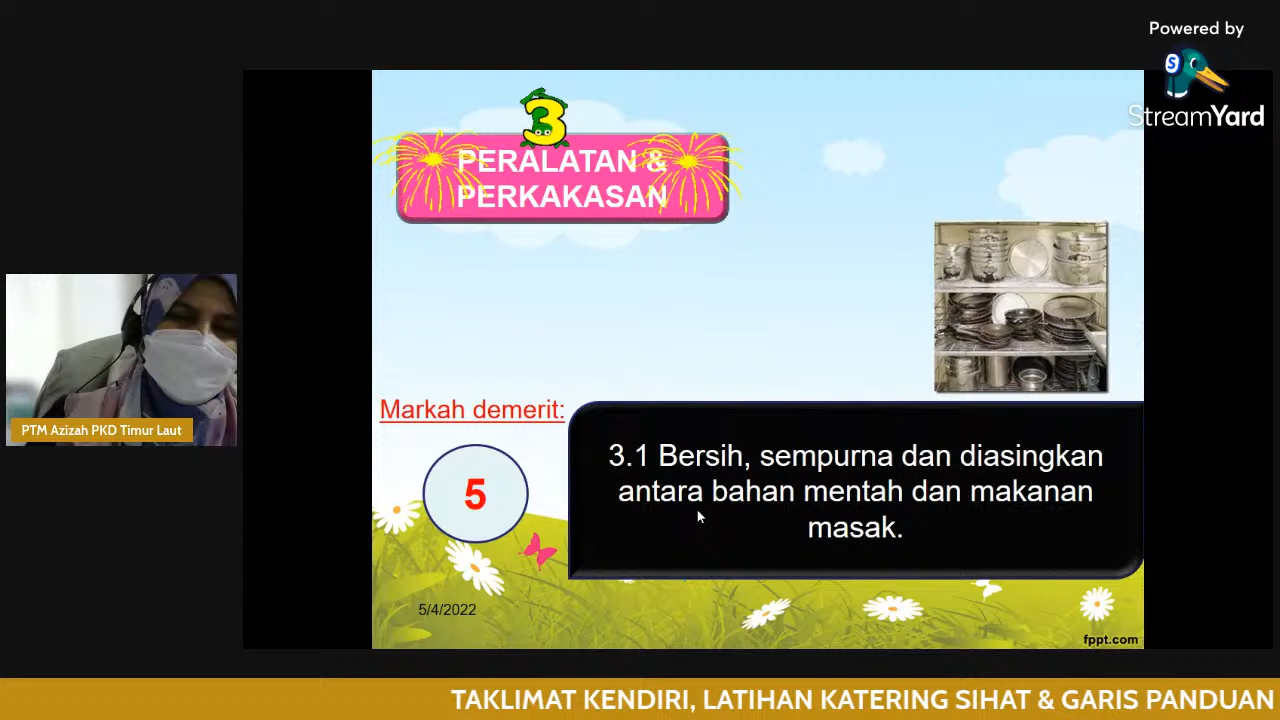 Powered by
StreamYard
3
PERALATAN &
PERKAKASAN
Markah demerit:
5
3.1 Bersih, sempurna dan diasingkan
antara bahan mentah dan makanan
masak.
PTM Azizah PKD Timur Laut
5/4/2022
fppt.com
TAKLIMAT KENDIRI, LATIHAN KATERING SIHAT & GARIS PANDUAN